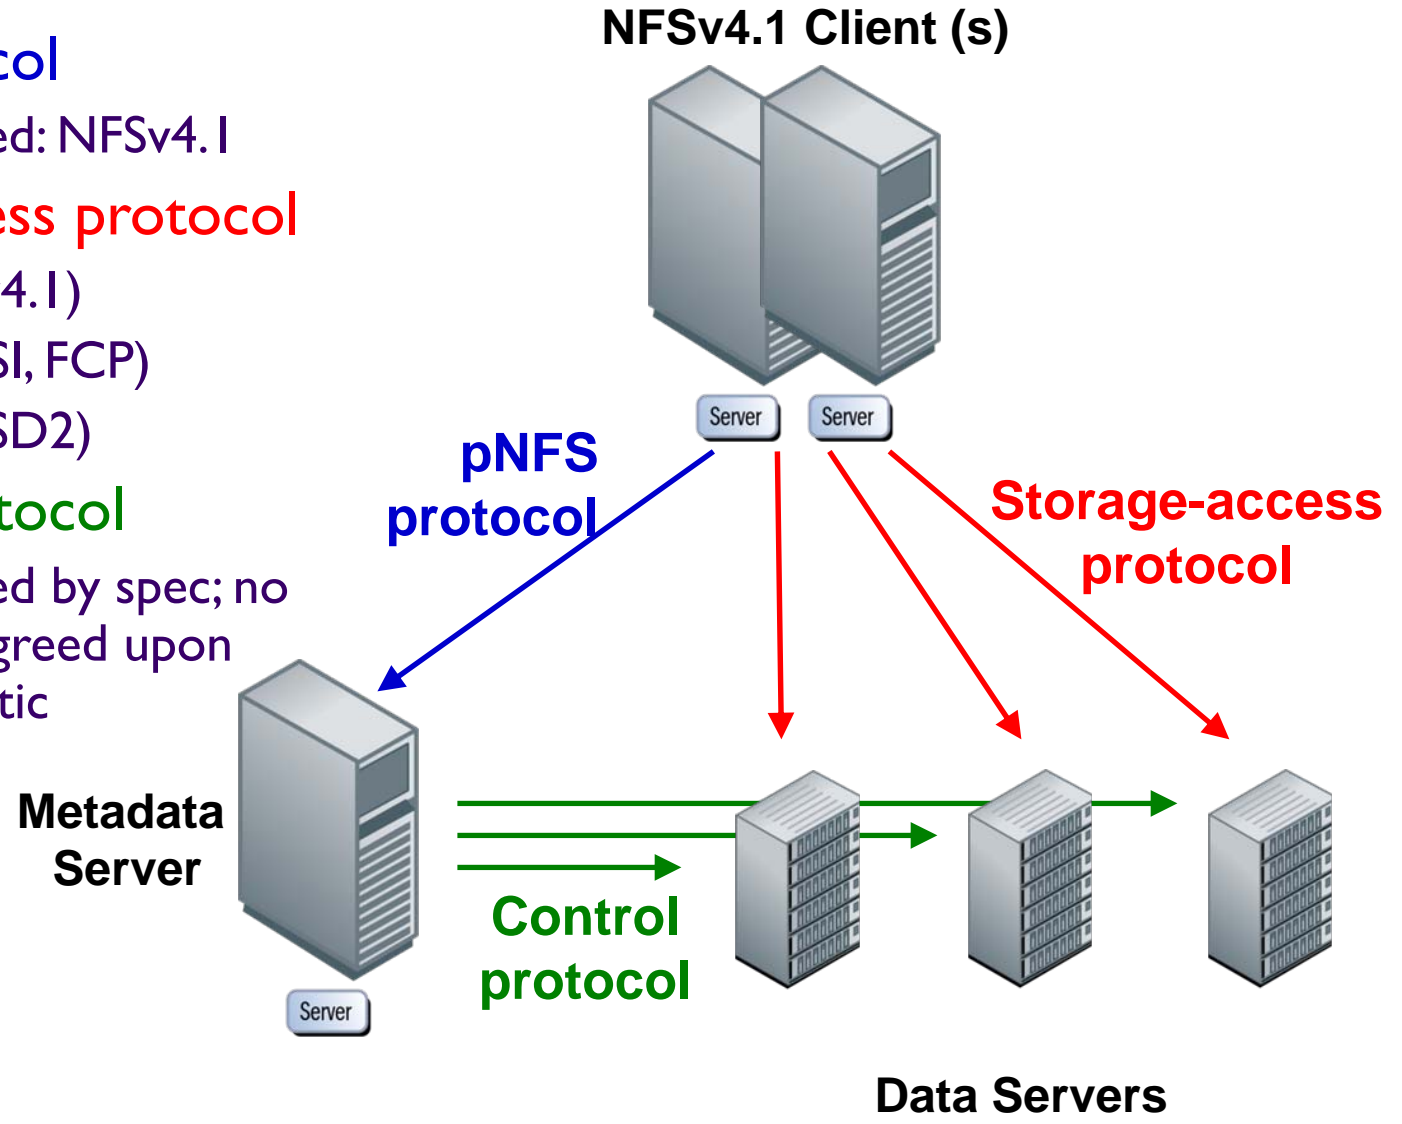 NFSv4.1 Client (s)
col
ed: NFSv4.1
ess protocol
4.1)
SI, FCP)
SD2)
tocol
ed by spec; no
greed upon
tic
Server
Server
pNFS
protocol
Storage-access
protocol
Metadata
Server
Control
protocol
Server
Data Servers